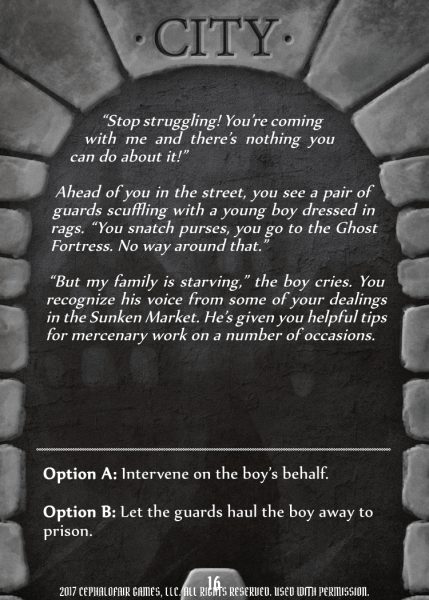 · CITY ·
“Stop struggling! You’re coming
with me and there’s nothing you
can do about it!”
Ahead of you in the street, you see a pair of
guards scuffling with a young boy dressed in
rags. “You snatch purses, you go to the Ghost
Fortress. No way around that.”
“But my family is starving,” the boy cries. You
recognize his voice from some of your dealings
in the Sunken Market. He’s given you helpful tips
for mercenary work on a number of occasions.
Option A: Intervene on the boy’s behalf.
Option B: Let the guards haul the boy away to
prison.
16
2017 CEPHALOFAIR GAMES, LLC. ALL RIGHTS RESERVED. USED WITH PERMISSION.